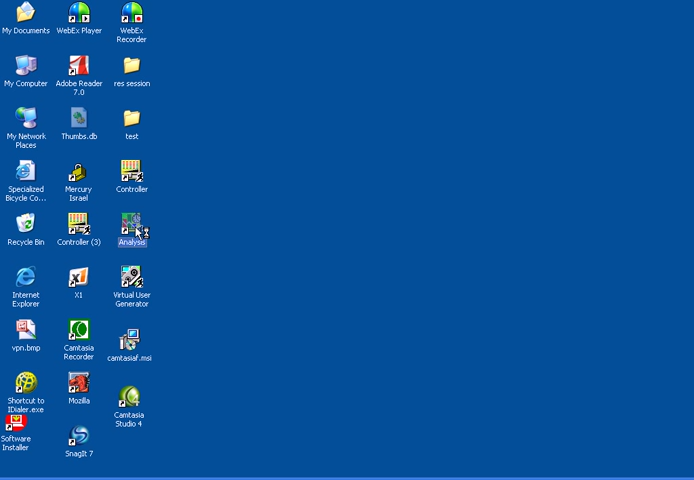 My Documents
WebEx Player
WebEx
Recorder
My Computer
Adobe Reader
7.0
res session
My Network
Places
Thumbs.db
test
Specialized
Bicycle Co...
Mercury
Israel
Controller
Recycle Bin
Controller (3)
Analysis
Internet
Explorer
X1
Virtual User
Generator
vpn.bmp
Camtasia
Recorder
camtasiaf.msi
Shortcut to
IDialer.exe
Mozilla
Camtasia
Studio 4
Software
Installer
SnagIt 7